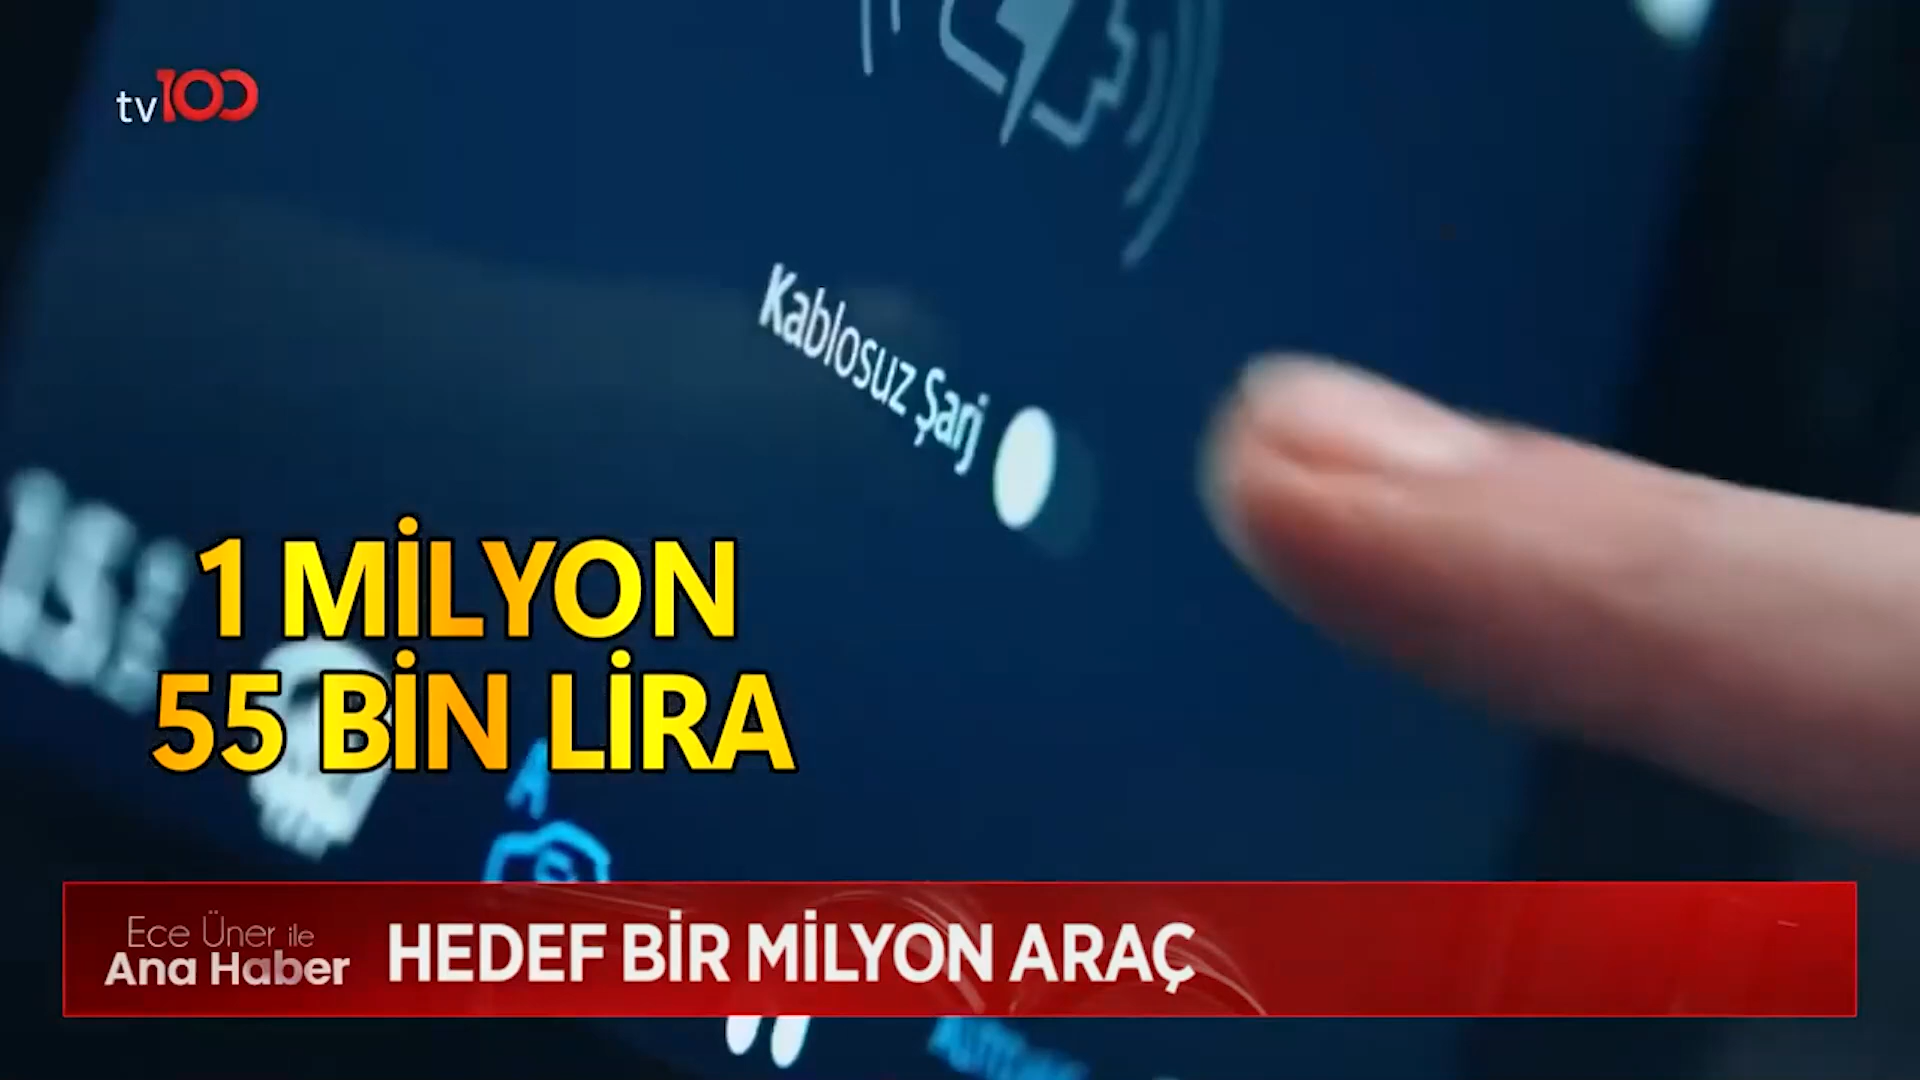 tv100
Kablosuz Şarj
1 MİLYON
55 BİN LİRA
Ece Üner ile
Ana Haber
HEDEF BİR MİLYON ARAÇ